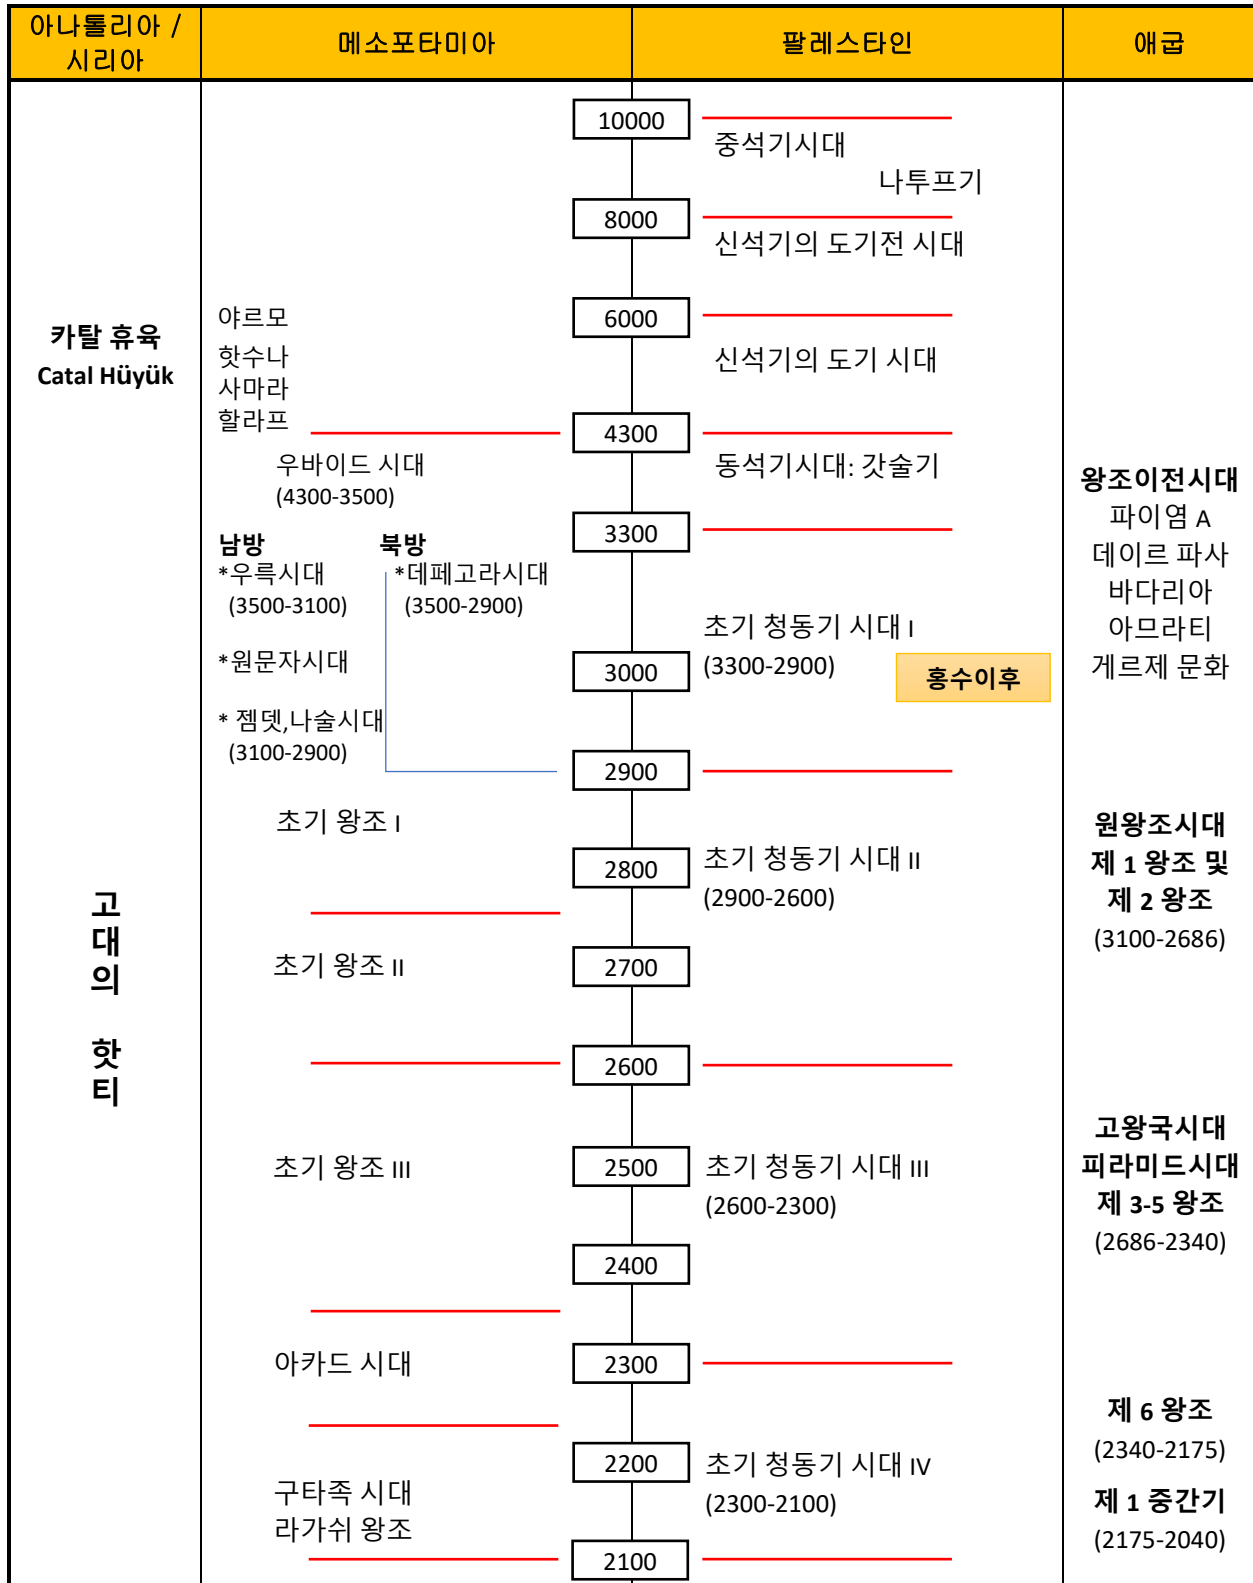 아나톨리아 /
시리아
메소포타미아
팔레스타인
애굽
10000
중석기시대
나투프기
8000
신석기의 도기전 시대
카탈 휴육
Catal Hüyük
야르모
6000
핫수나
신석기의 도기 시대
사마라
할라프
4300
우바이드 시대
(4300-3500)
동석기시대: 갓술기
왕조이전시대
파이염 A
데이르 파사
바다리아
아므라티
게르제 문화
3300
남방
북방
*우륵시대
(3500-3100)
*데페고라시대
(3500-2900)
초기 청동기 시대 I
(3300-2900)
*원문자시대
3000
홍수이후
* 젬뎃,나술시대
(3100-2900)
2900
초기 왕조 I
원왕조시대
제 1 왕조 및
제 2 왕조
(3100-2686)
2800
초기 청동기 시대 II
(2900-2600)
고대의 핫티
초기 왕조 II
2700
2600
고왕국시대
피라미드시대
제 3-5 왕조
(2686-2340)
초기 왕조 III
2500
초기 청동기 시대 III
(2600-2300)
2400
아카드 시대
2300
제 6 왕조
(2340-2175)
2200
초기 청동기 시대 IV
(2300-2100)
구타족 시대
라가쉬 왕조
제 1 중간기
(2175-2040)
2100